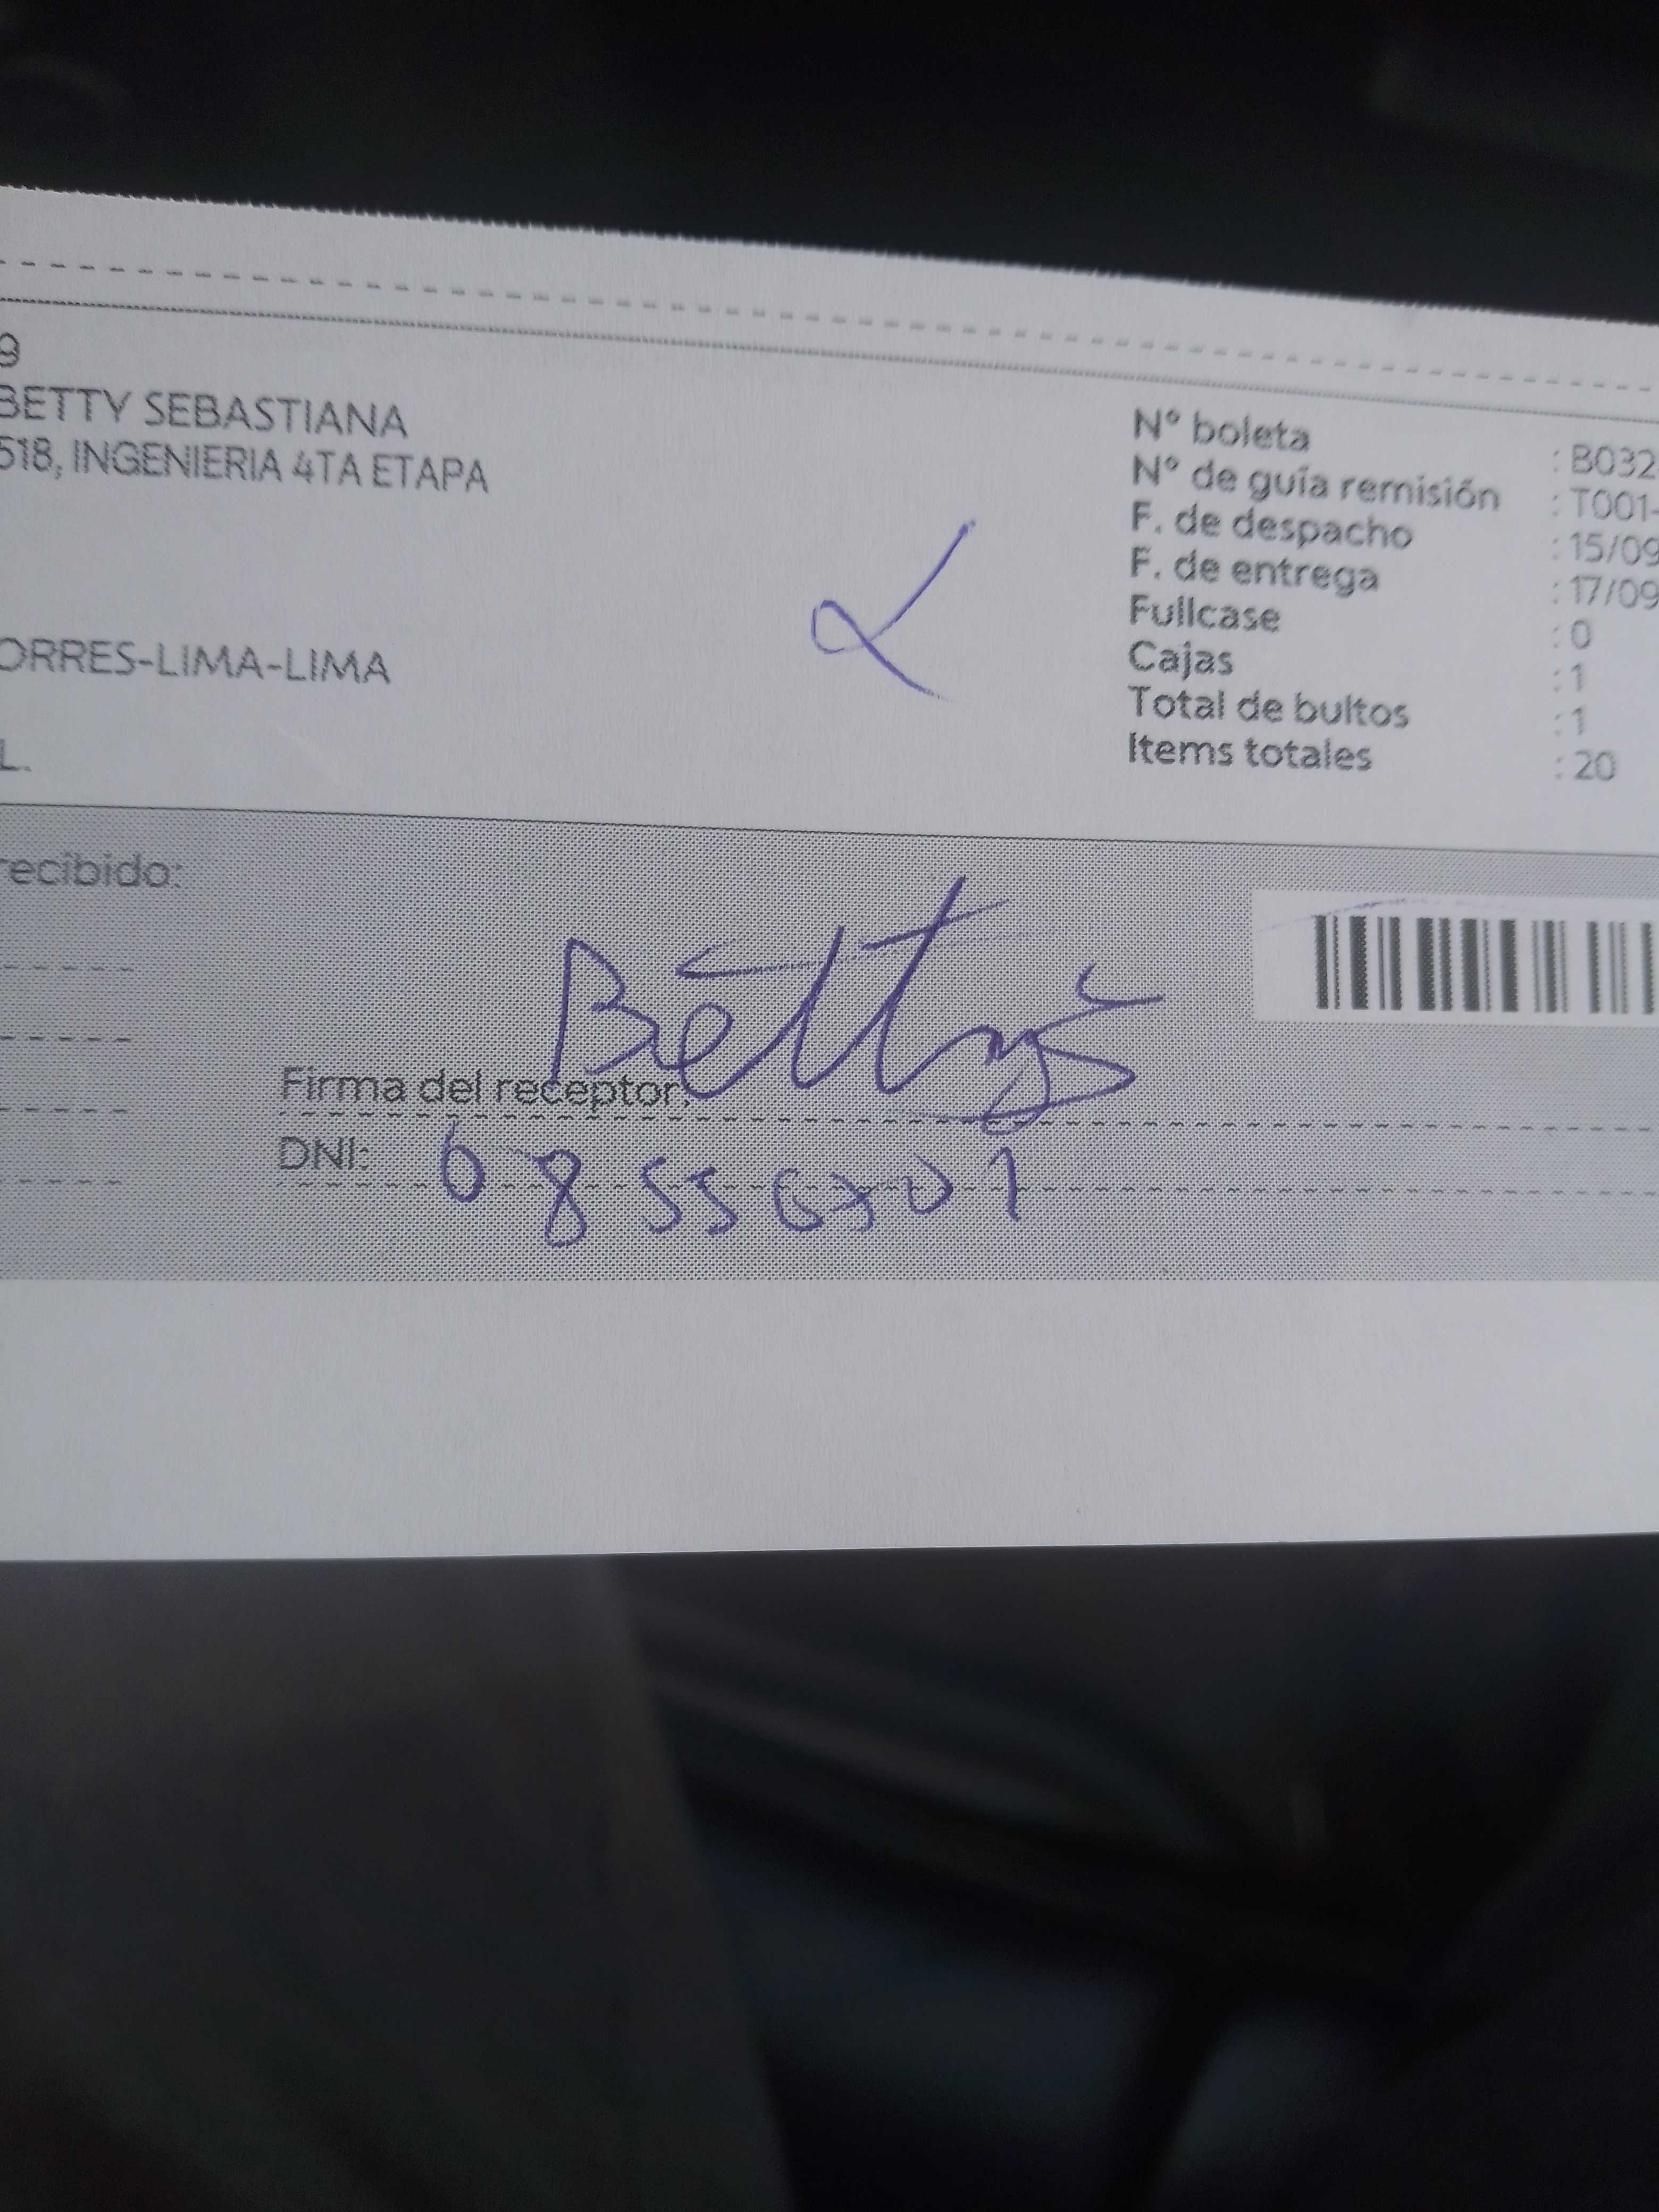 9
BETTY SEBASTIANA
518, INGENIERIA 4TA ETAPA
ORRES-LIMA-LIMA
L.
N° boleta : B032
N° de guía remisión : T001-
F. de despacho : 15/09
F. de entrega : 17/09
Fullcase : 0
Cajas : 1
Total de bultos : 1
Items totales : 20
recibido:
Betty
Firma del receptor:
DNI: 08556701